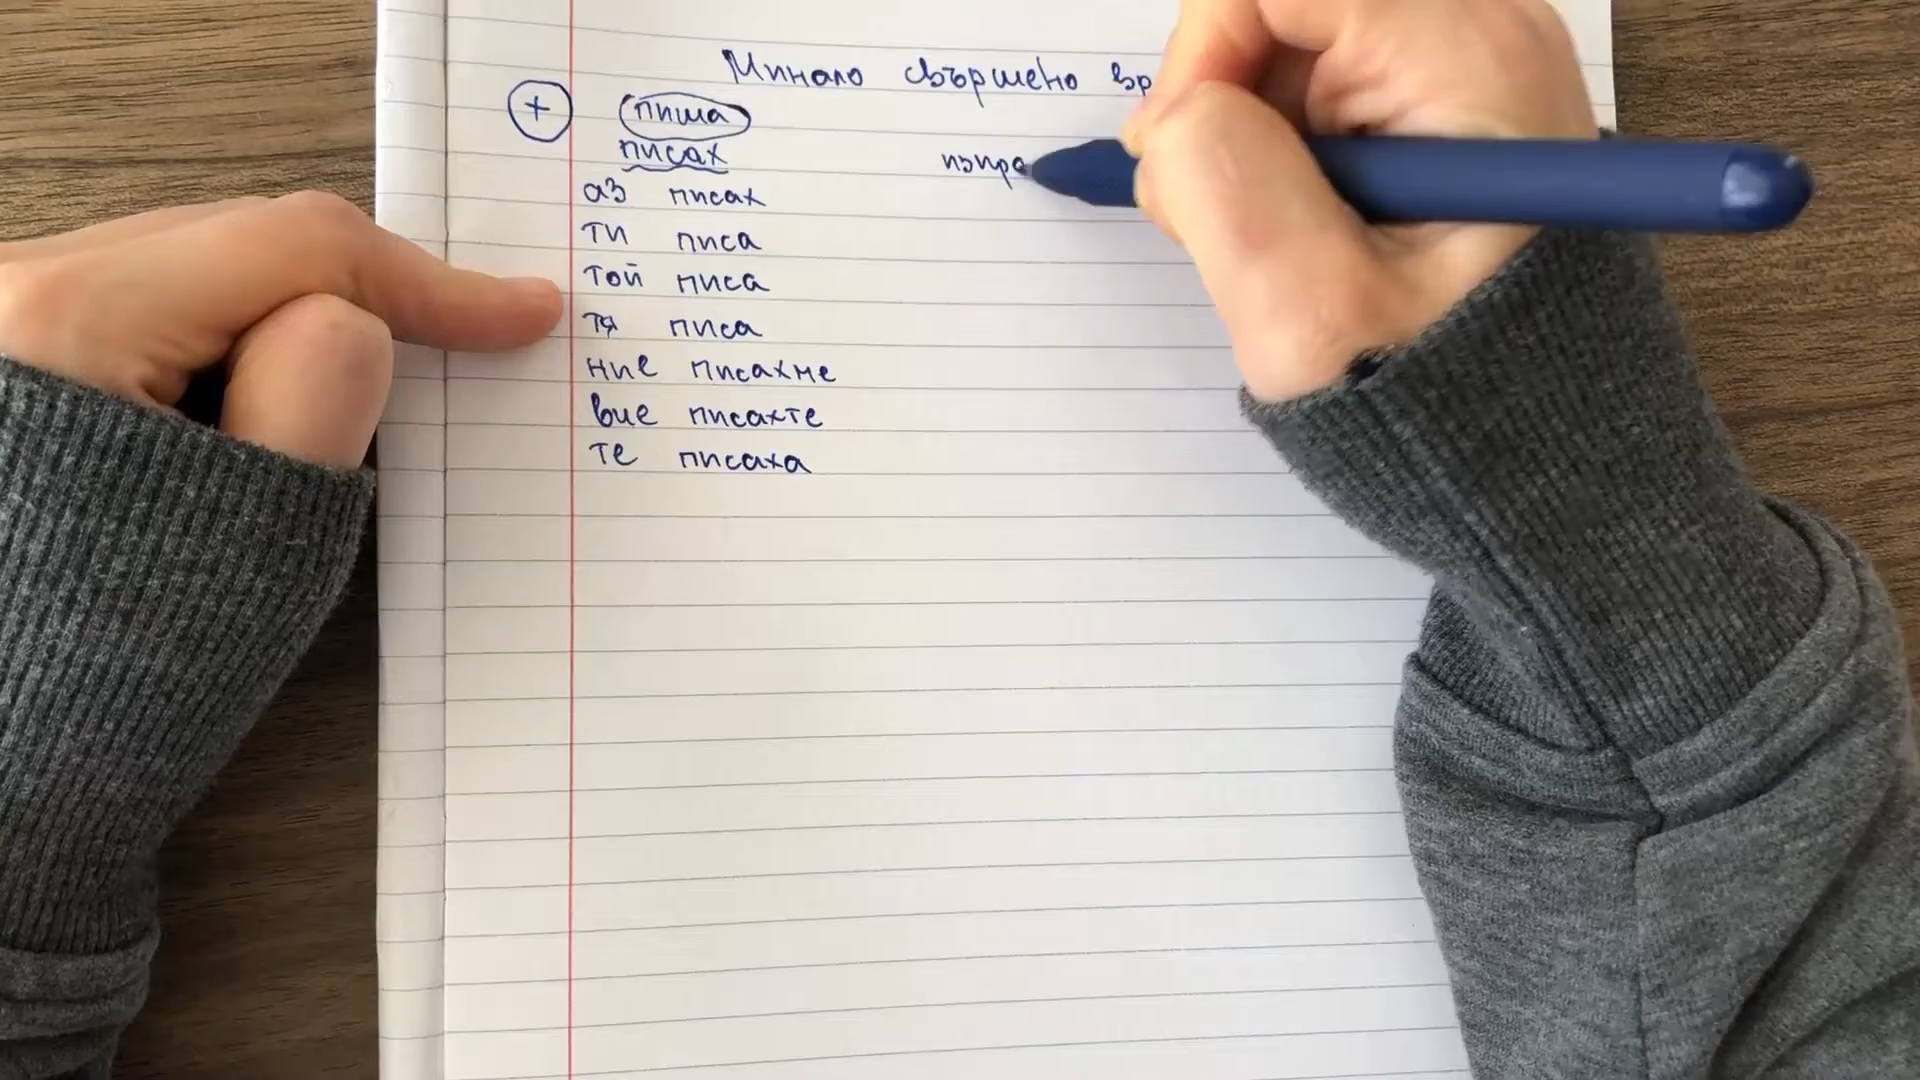 Минало свършено вр
+ пиша
писах изпра
аз писах
ти писа
той писа
тя писа
ние писахме
вие писахте
те писаха